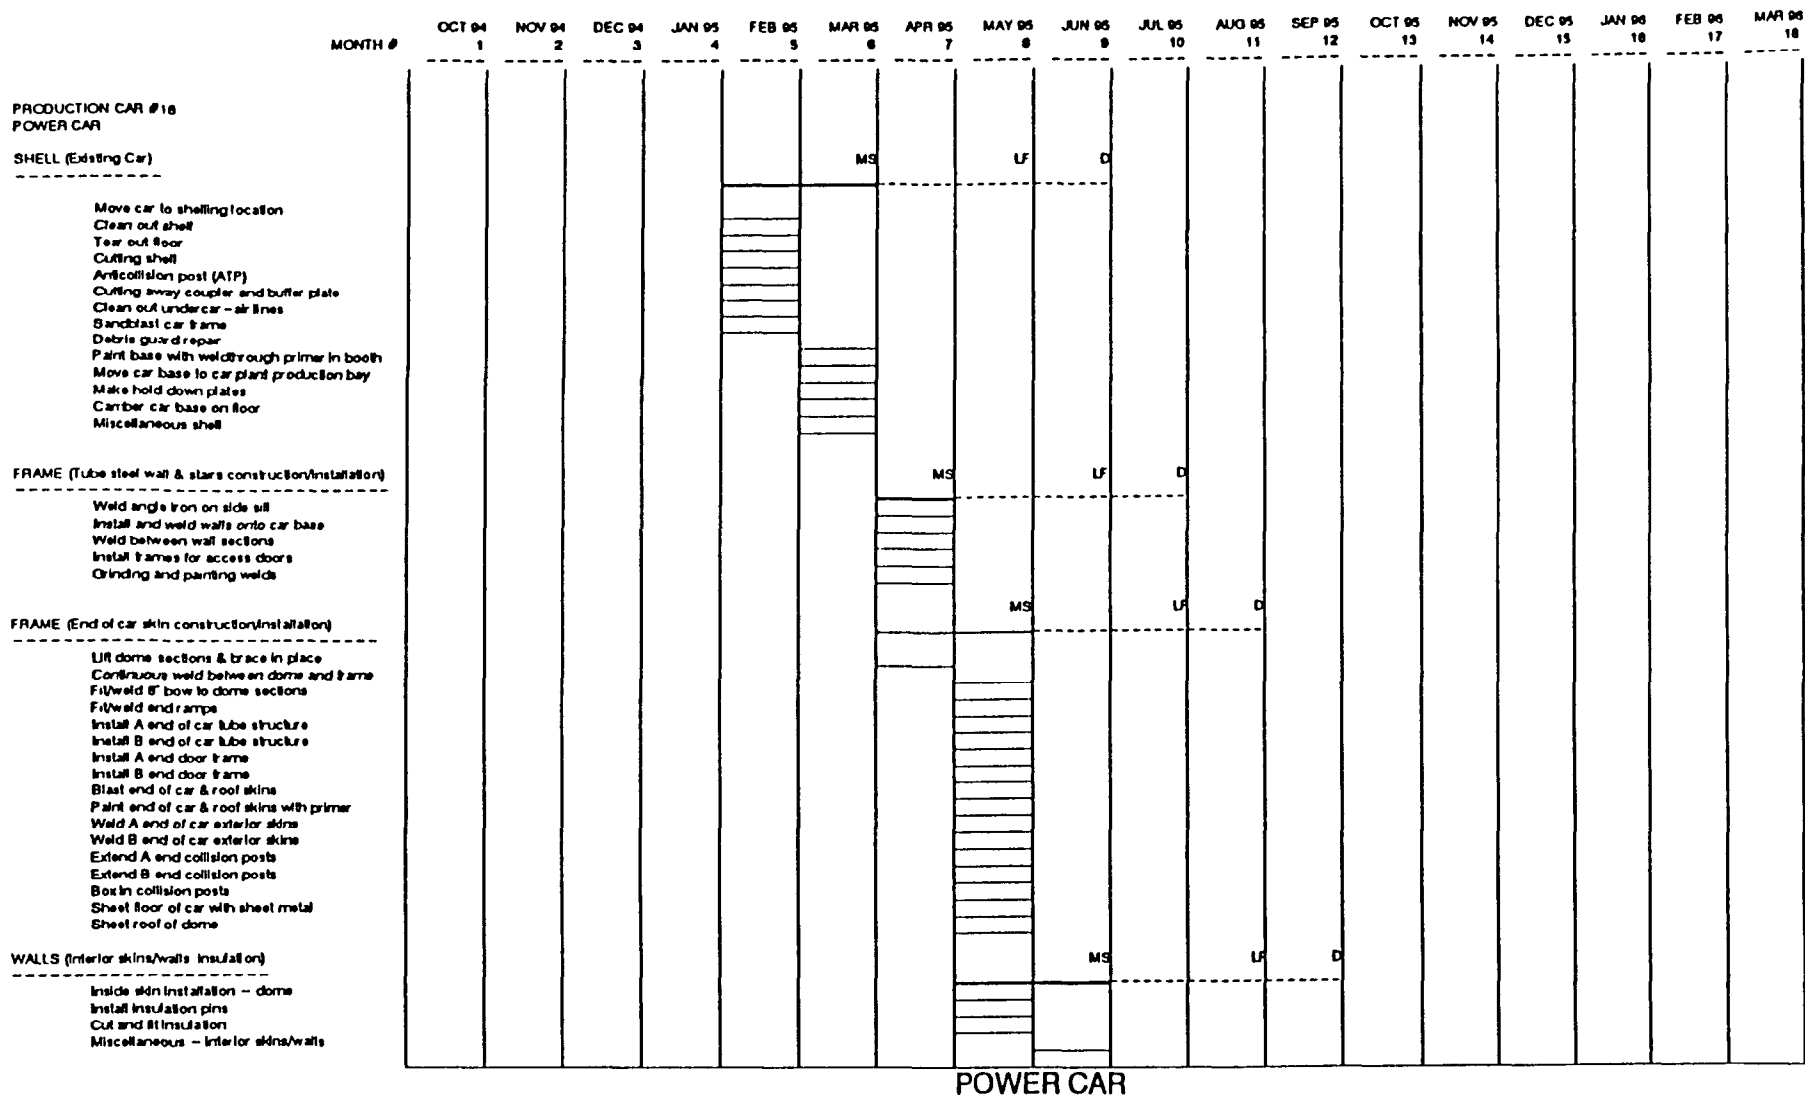 OCT 94 NOV 94 DEC 94 JAN 95 FEB 95 MAR 95 APR 95 MAY 95 JUN 95 JUL 95 AUG 95 SEP 95 OCT 95 NOV 95 DEC 95 JAN 96 FEB 96 MAR 96
MONTH # 1 2 3 4 5 6 7 8 9 10 11 12 13 14 15 16 17 18
PRODUCTION CAR #16
POWER CAR
SHELL (Existing Car) MS LF D
Move car to shelling location
Clean out shell
Tear out floor
Cutting shell
Anticollision post (ATP)
Cutting away coupler and buffer plate
Clean out undercar - air lines
Sandblast car frame
Debris guard repair
Paint base with weldthrough primer in booth
Move car base to car plant production bay
Make hold down plates
Camber car base on floor
Miscellaneous shell
FRAME (Tube steel wall & stairs construction/installation) MS LF D
Weld angle iron on side sill
Install and weld walls onto car base
Weld between wall sections
Install frames for access doors
Grinding and painting welds
MS LF D
FRAME (End of car skin construction/installation)
Lift dome sections & brace in place
Continuous weld between dome and frame
Fit/weld 6" bow to dome sections
Fit/weld end ramps
Install A end of car tube structure
Install B end of car tube structure
Install A end door frame
Install B end door frame
Blast end of car & roof skins
Paint end of car & roof skins with primer
Weld A end of car exterior skins
Weld B end of car exterior skins
Extend A end collision posts
Extend B end collision posts
Box in collision posts
Sheet floor of car with sheet metal
Sheet roof of dome
WALLS (Interior skins/walls insulation) MS LF D
Inside skin installation -- dome
Install insulation pins
Cut and fit insulation
Miscellaneous -- interior skins/walls
POWER CAR